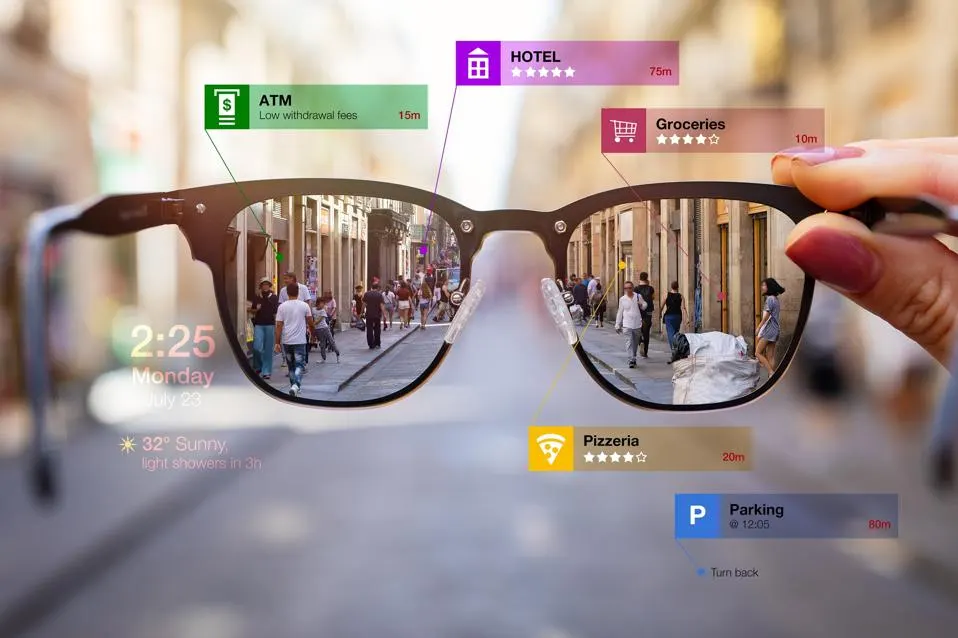 HOTEL
75m
ATM
Low withdrawal fees
15m
Groceries
10m
2:25
Monday
July 23
32° Sunny,
light showers in 3h
Pizzeria
20m
P
Parking
@ 12:05
80m
Turn back